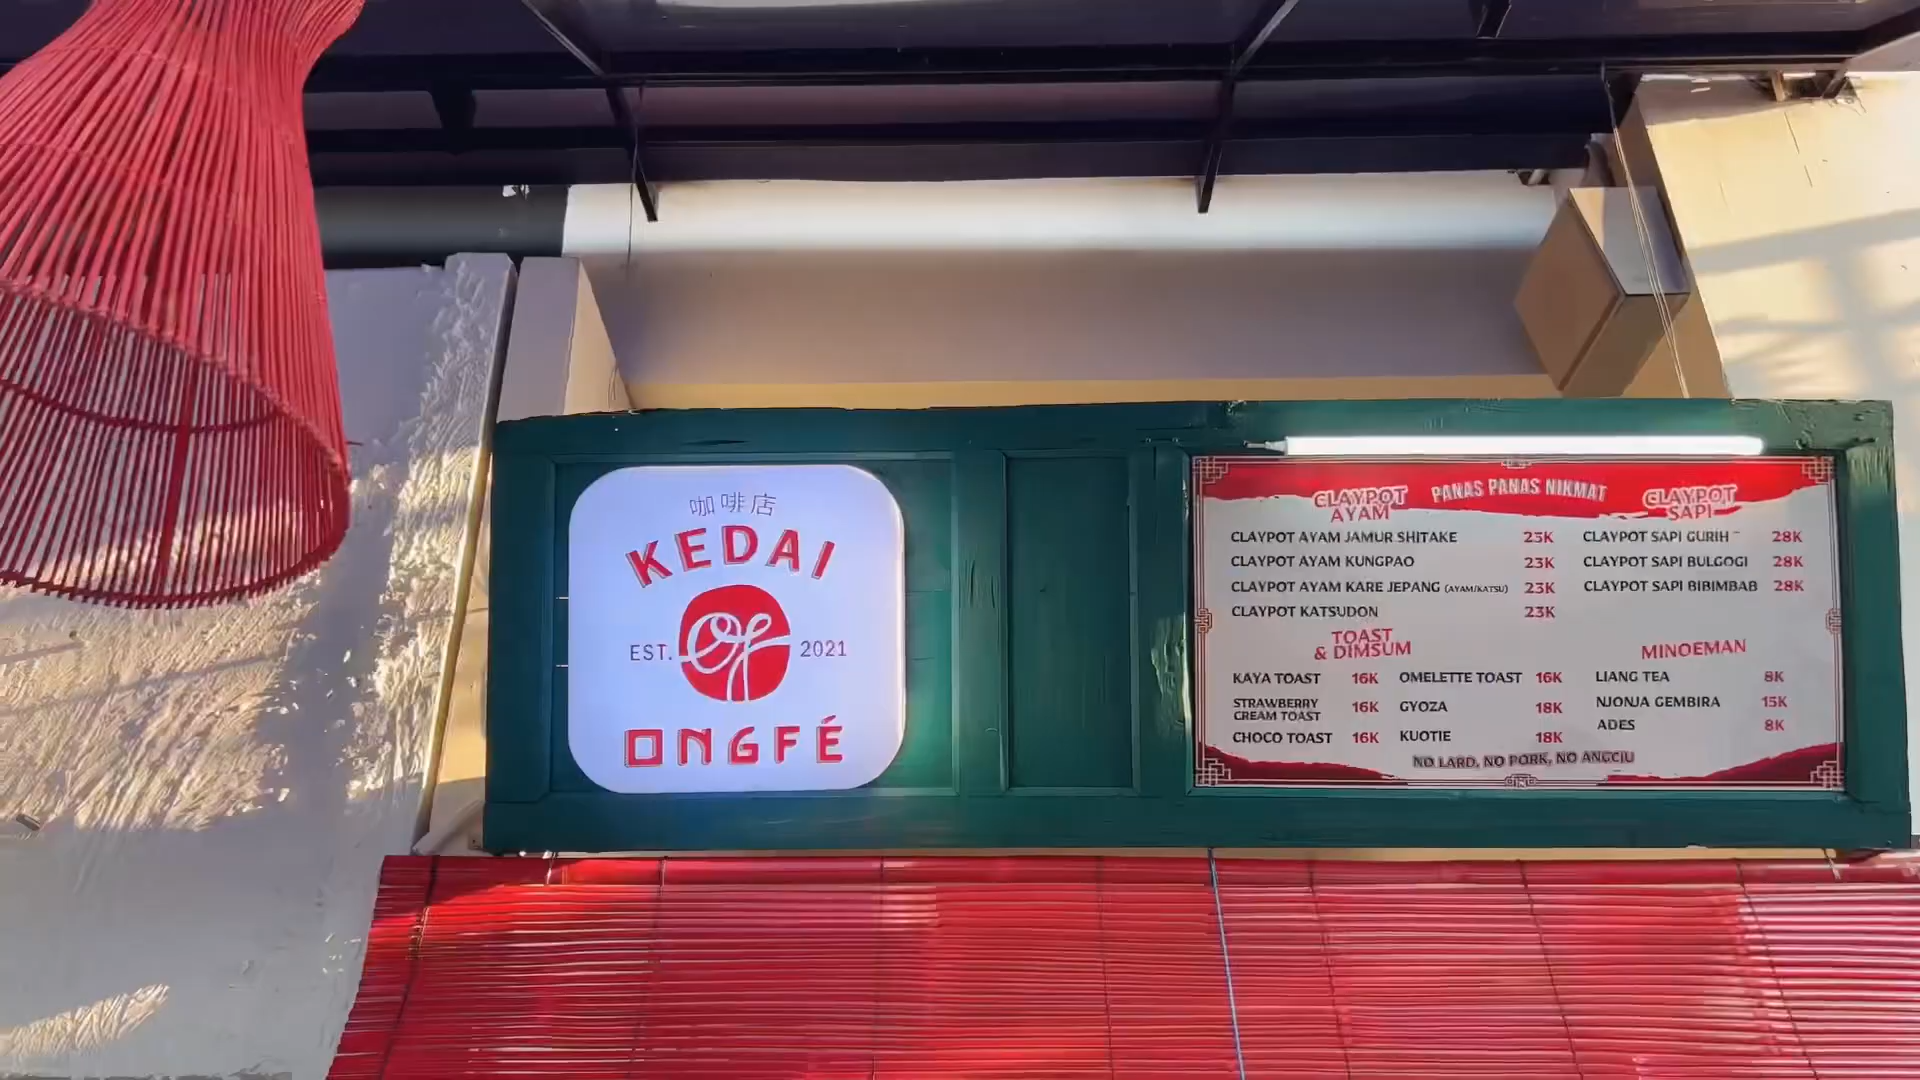 咖啡店
KEDAI
EST. 2021
ONGFÉ
PANAS PANAS NIKMAT
CLAYPOT
AYAM
CLAYPOT AYAM JAMUR SHITAKE 23K
CLAYPOT AYAM KUNGPAO 23K
CLAYPOT AYAM KARE JEPANG (AYAM/KATSU) 23K
CLAYPOT KATSUDON 23K
CLAYPOT
SAPI
CLAYPOT SAPI GURIH 28K
CLAYPOT SAPI BULGOGI 28K
CLAYPOT SAPI BIBIMBAB 28K
TOAST
& DIMSUM
KAYA TOAST 16K
STRAWBERRY
CREAM TOAST 16K
CHOCO TOAST 16K
OMELETTE TOAST 16K
GYOZA 18K
KUOTIE 18K
MINOEMAN
LIANG TEA 8K
NJONJA GEMBIRA 15K
ADES 8K
NO LARD, NO PORK, NO ANGCIU